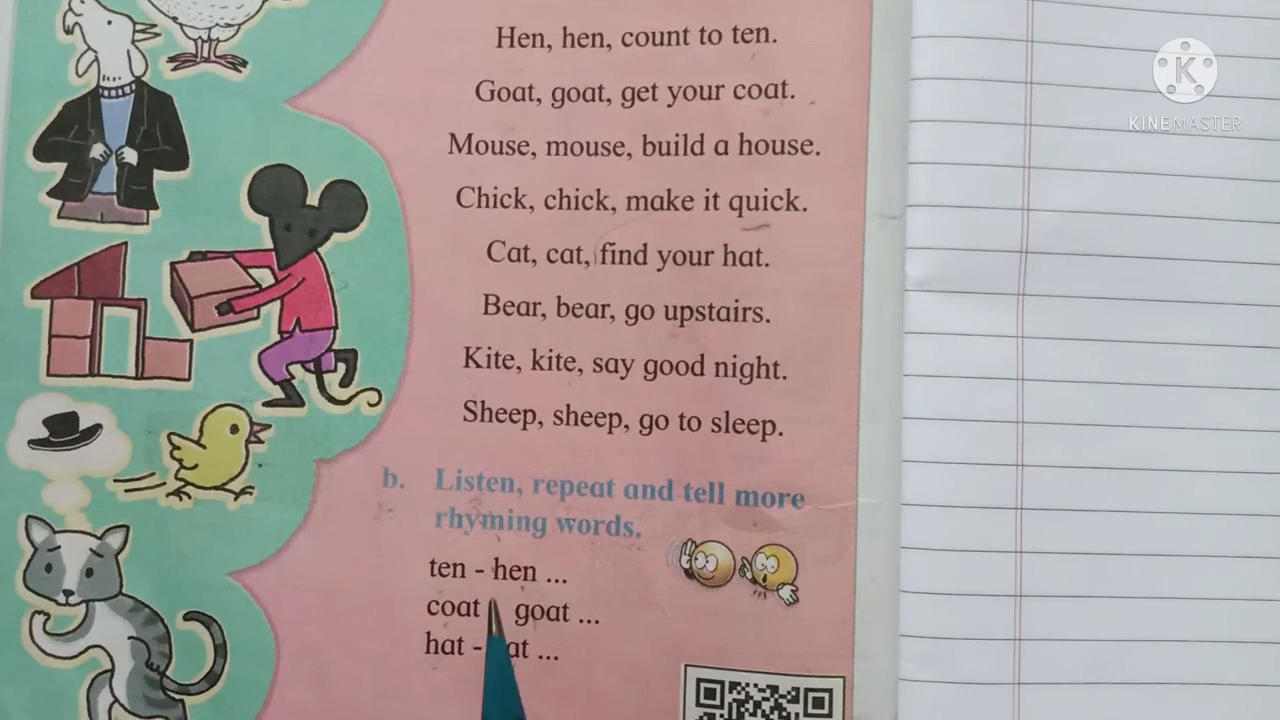 Hen, hen, count to ten.
Goat, goat, get your coat.
Mouse, mouse, build a house.
Chick, chick, make it quick.
Cat, cat, find your hat.
Bear, bear, go upstairs.
Kite, kite, say good night.
Sheep, sheep, go to sleep.
b. Listen, repeat and tell more
rhyming words.
ten - hen ...
coat goat ...
hat - at ...
KINEMASTER